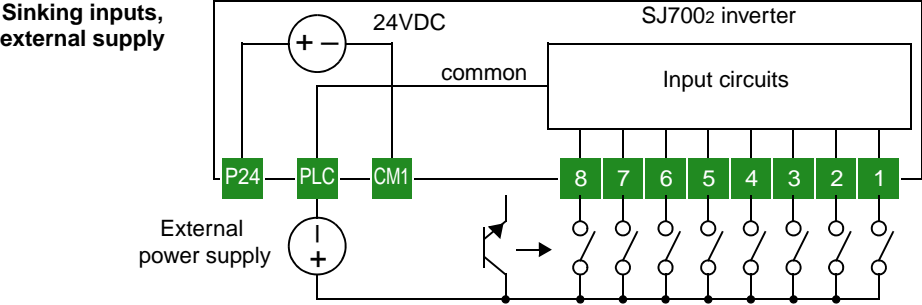 Sinking inputs,
external supply
24VDC
SJ7002 inverter
+ –
common
Input circuits
P24 PLC CM1 8 7 6 5 4 3 2 1
External
power supply
–
+